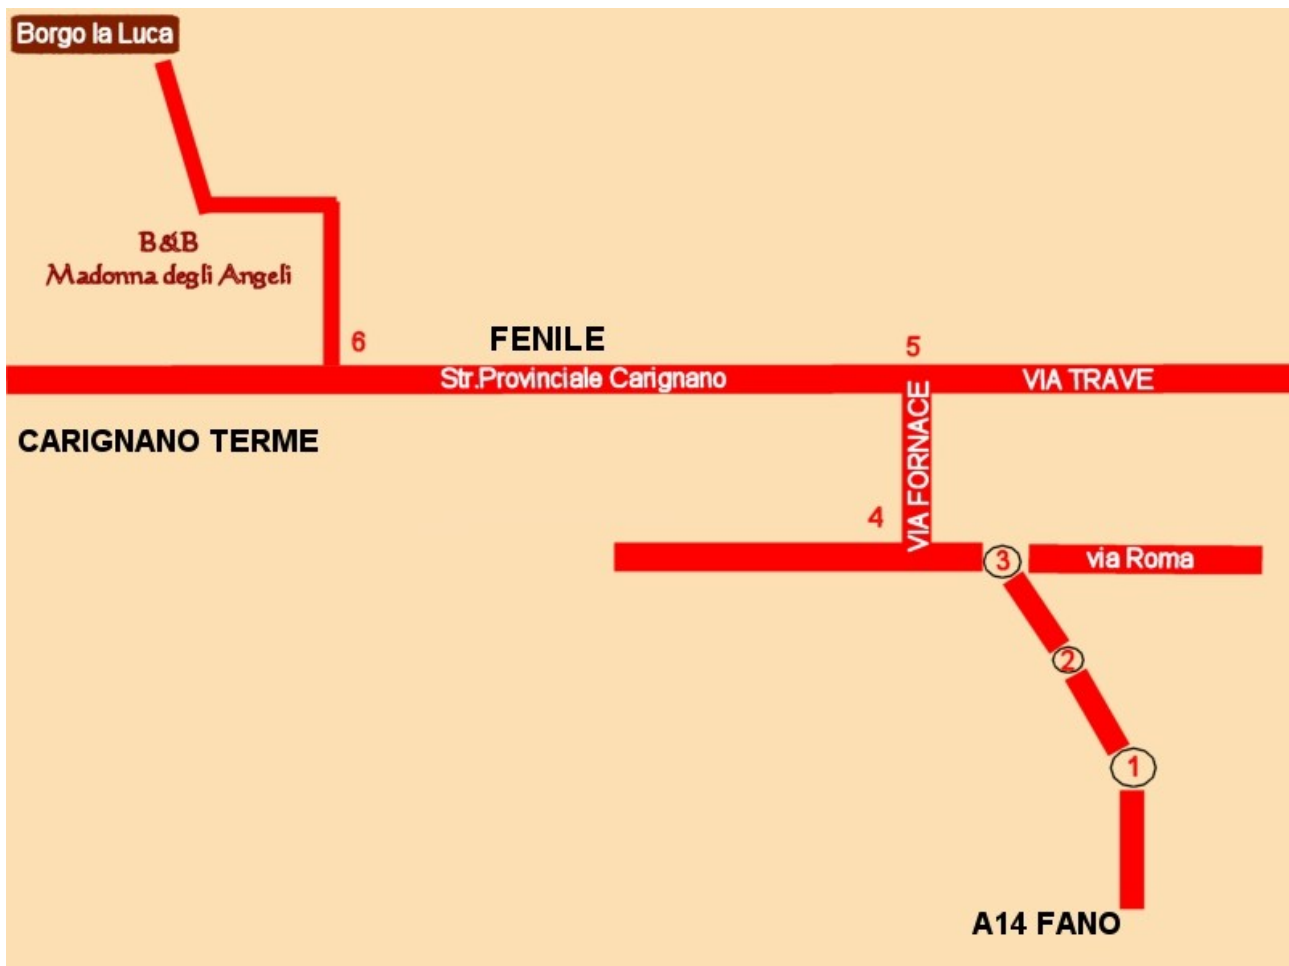 Borgo la Luca
B&B
Madonna degli Angeli
6
FENILE
5
Str.Provinciale Carignano
VIA TRAVE
CARIGNANO TERME
VIA FORNACE
4
3
via Roma
2
1
A14 FANO